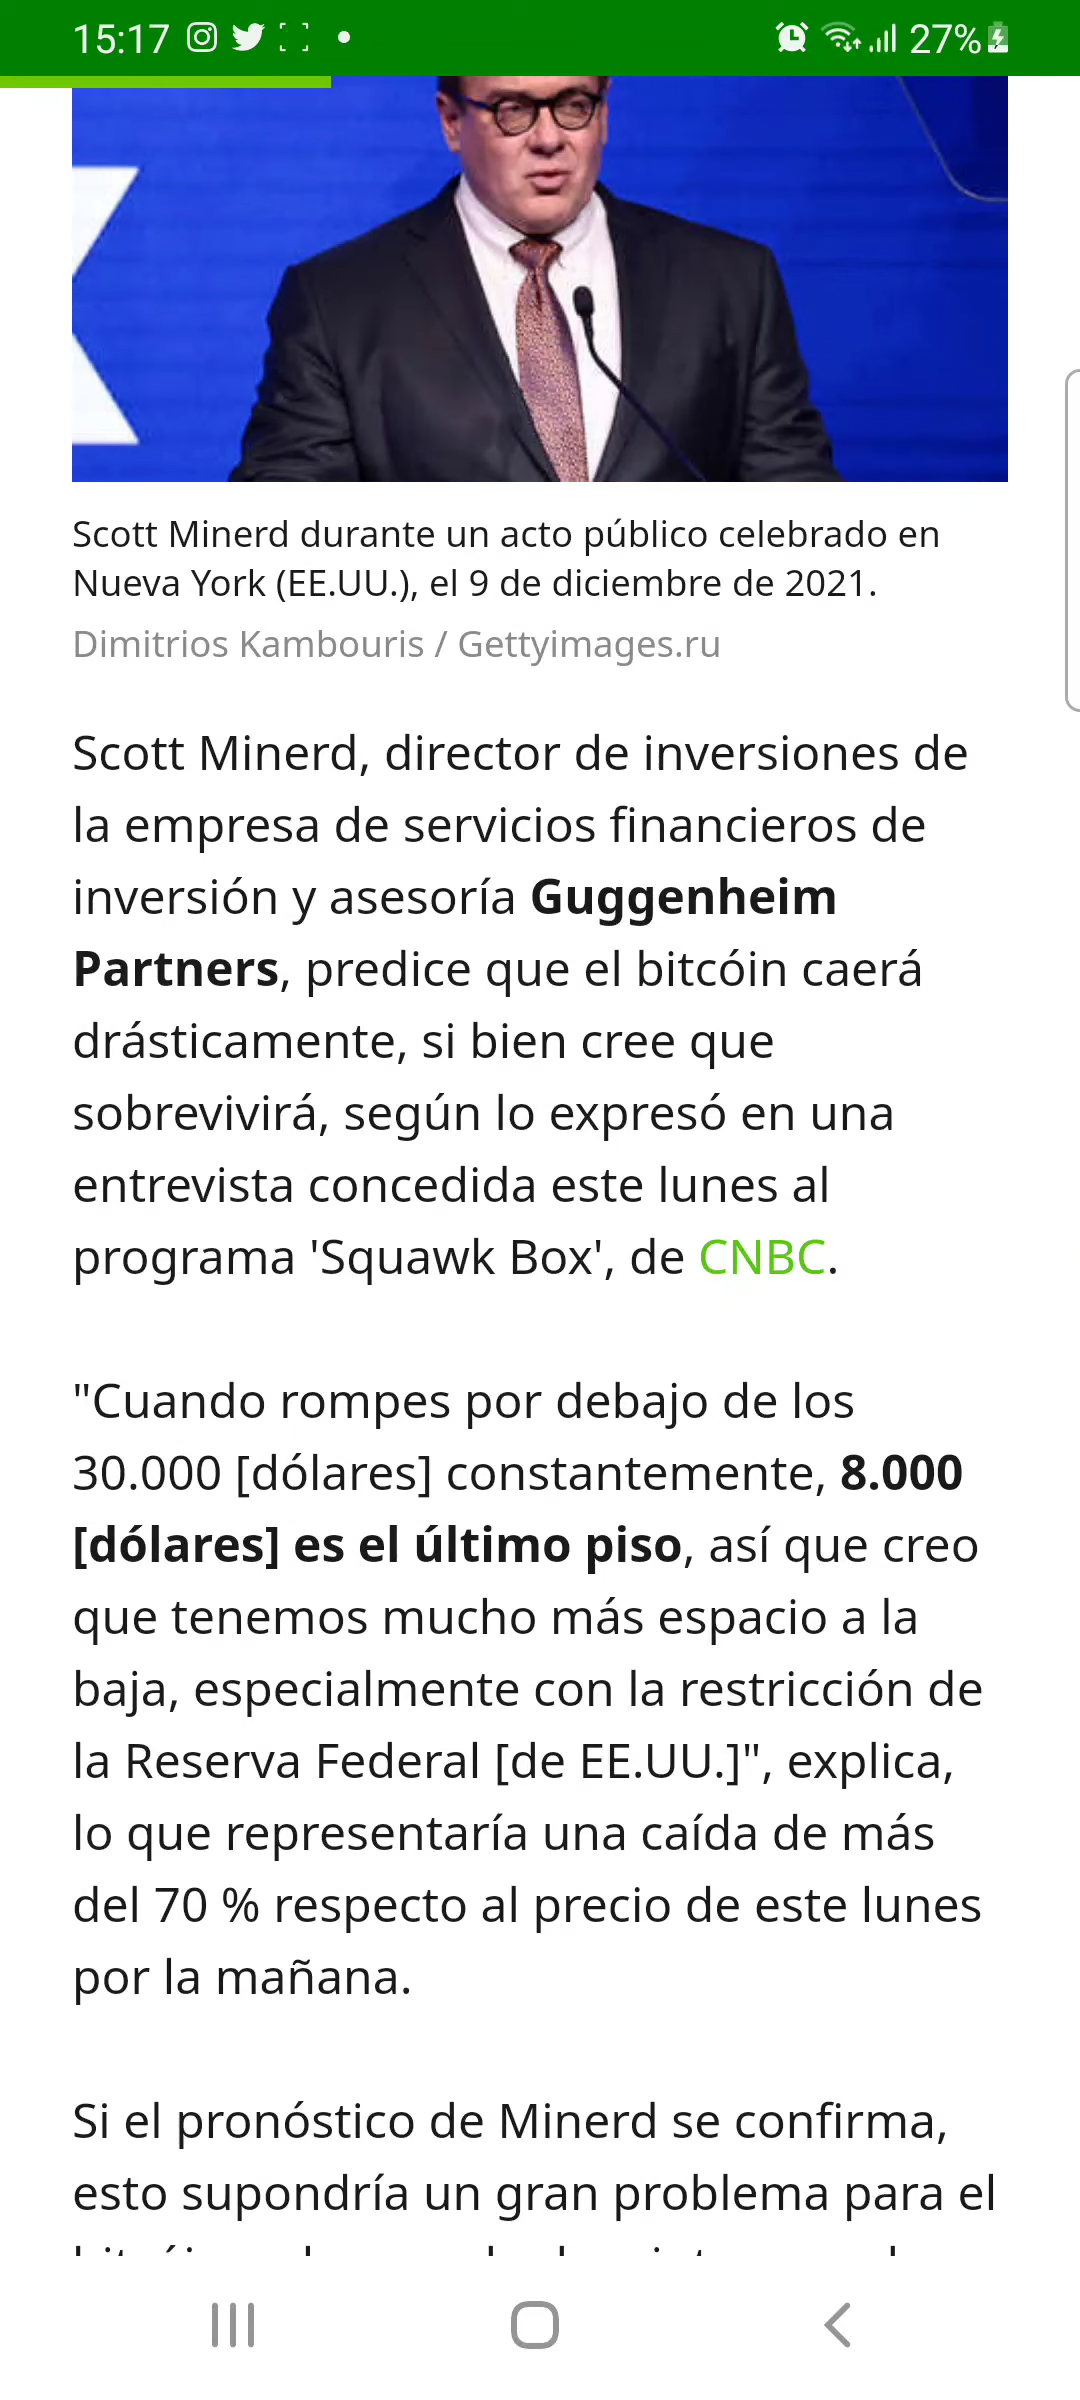 15:17
27%
Scott Minerd durante un acto público celebrado en
Nueva York (EE.UU.), el 9 de diciembre de 2021.
Dimitrios Kambouris / Gettyimages.ru
Scott Minerd, director de inversiones de
la empresa de servicios financieros de
inversión y asesoría Guggenheim
Partners, predice que el bitcóin caerá
drásticamente, si bien cree que
sobrevivirá, según lo expresó en una
entrevista concedida este lunes al
programa 'Squawk Box', de CNBC.
"Cuando rompes por debajo de los
30.000 [dólares] constantemente, 8.000
[dólares] es el último piso, así que creo
que tenemos mucho más espacio a la
baja, especialmente con la restricción de
la Reserva Federal [de EE.UU.]", explica,
lo que representaría una caída de más
del 70 % respecto al precio de este lunes
por la mañana.
Si el pronóstico de Minerd se confirma,
esto supondría un gran problema para el